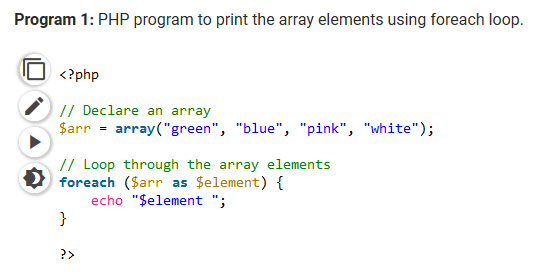 Program 1: PHP program to print the array elements using foreach loop.
<?php
// Declare an array
$arr = array("green", "blue", "pink", "white");
// Loop through the array elements
foreach ($arr as $element) {
    echo "$element ";
}
?>